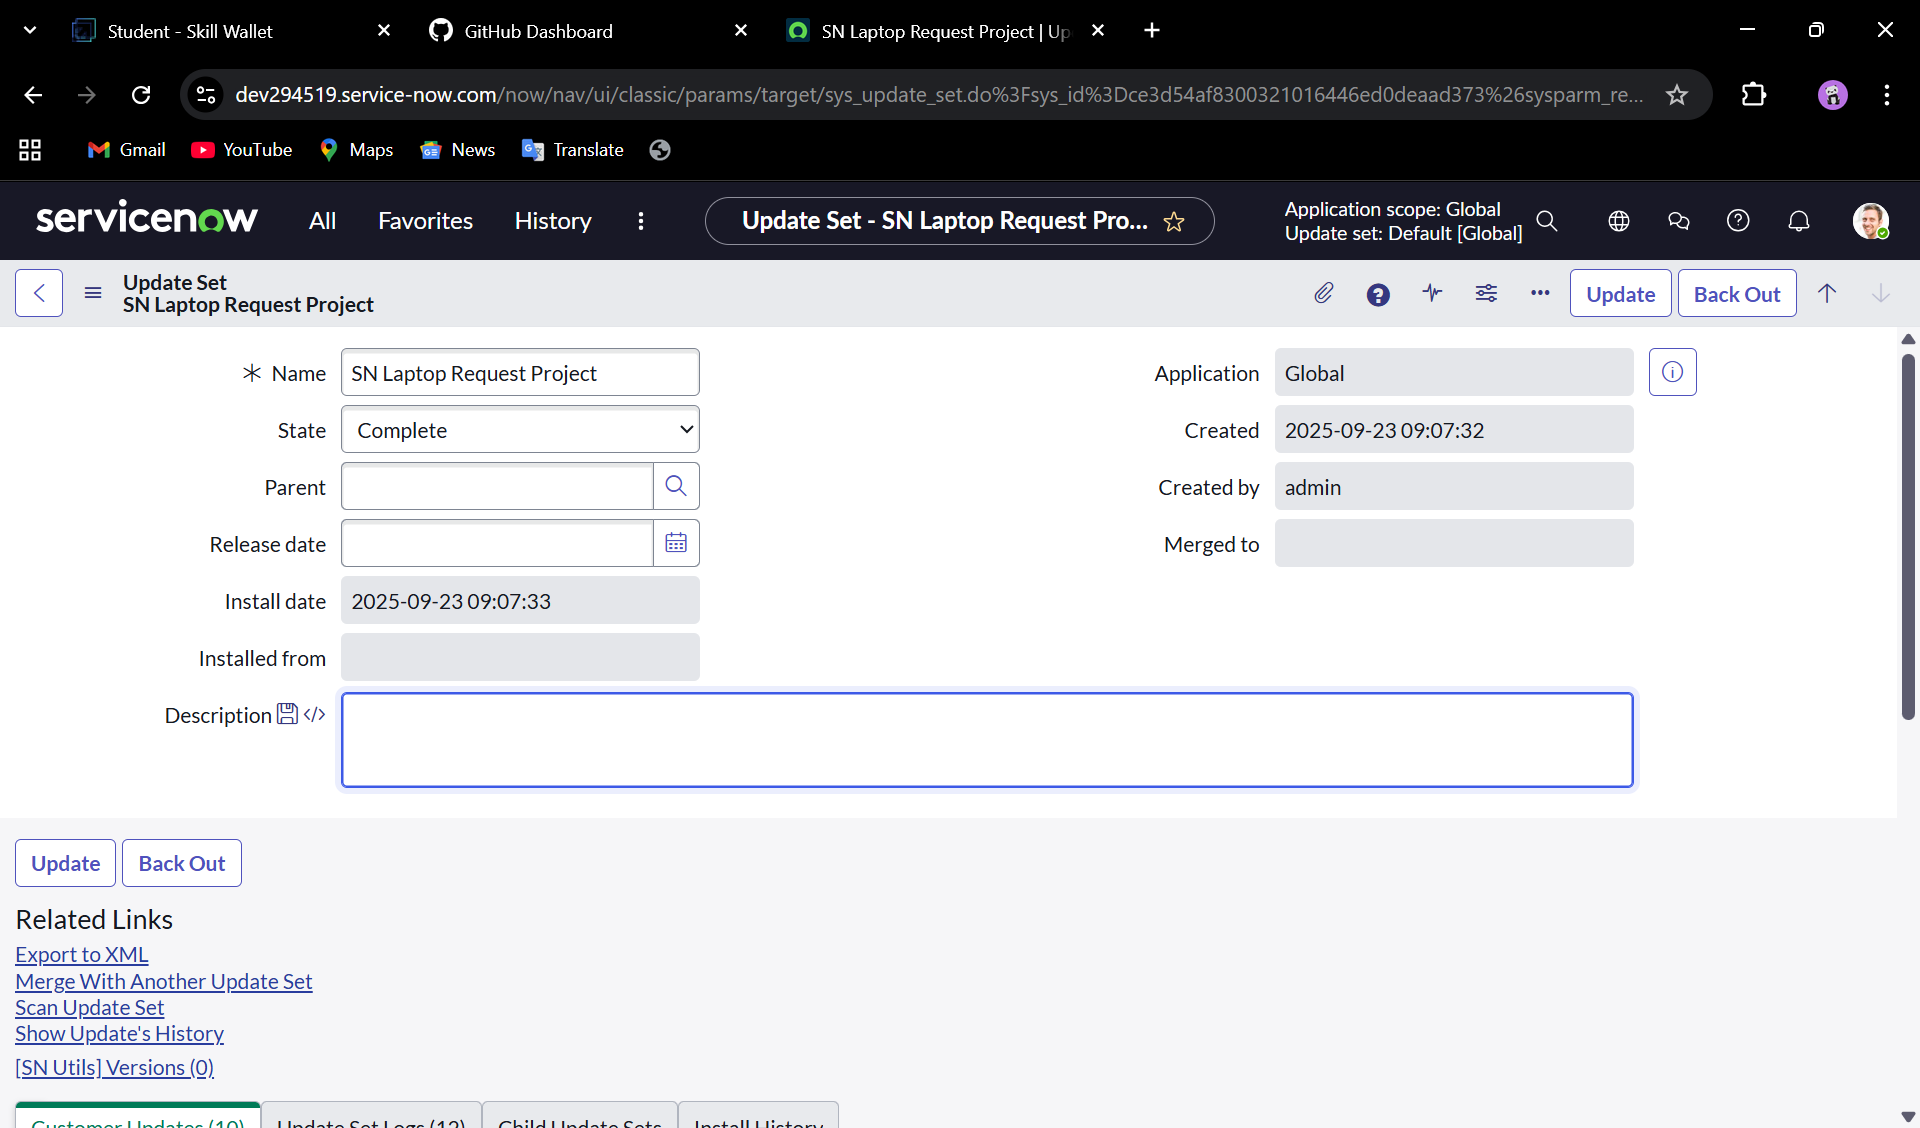 Student - Skill Wallet
GitHub Dashboard
SN Laptop Request Project | Up
dev294519.service-now.com/now/nav/ui/classic/params/target/sys_update_set.do%3Fsys_id%3Dce3d54af8300321016446ed0deaad373%26sysparm_re...
Gmail
YouTube
Maps
News
Translate
servicenow
All
Favorites
History
Update Set - SN Laptop Request Pro...
Application scope: Global
Update set: Default [Global]
Update Set
SN Laptop Request Project
Update
Back Out
Name
SN Laptop Request Project
State
Complete
Parent
Release date
Install date
2025-09-23 09:07:33
Installed from
Application
Global
Created
2025-09-23 09:07:32
Created by
admin
Merged to
Description
Update
Back Out
Related Links
Export to XML
Merge With Another Update Set
Scan Update Set
Show Update's History
[SN Utils] Versions (0)
Customer Updates (10)
Update Set Logs (12)
Child Update Sets
Install History